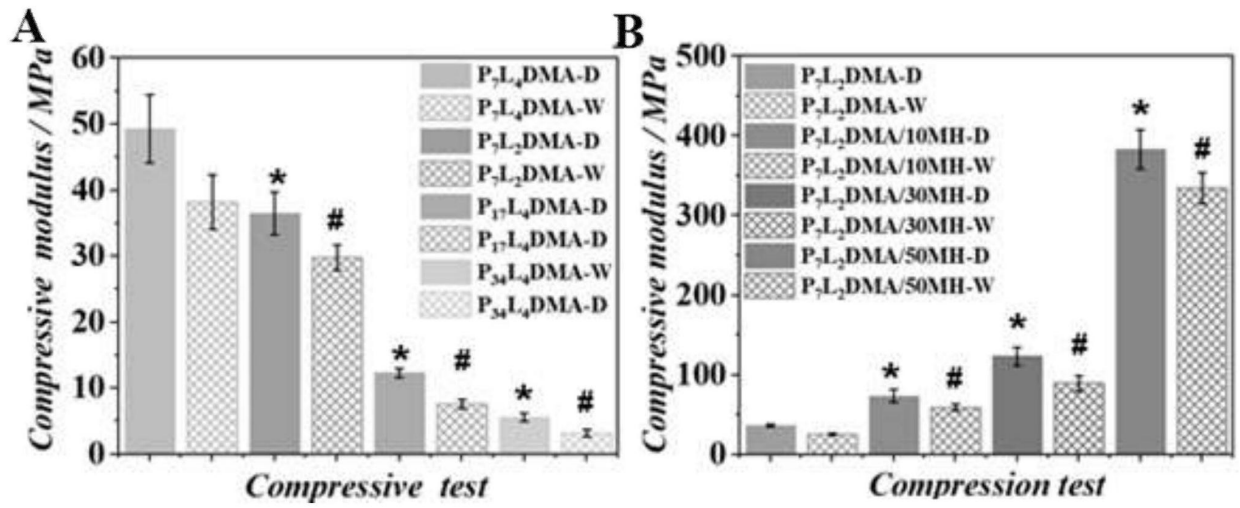 A
Compressive modulus / MPa
60
50
40
30
20
10
0
*
#
*
#
*
#
P₇L₄DMA-D
P₇L₄DMA-W
P₇L₂DMA-D
P₇L₂DMA-W
P₁₇L₄DMA-D
P₁₇L₄DMA-D
P₃₄L₄DMA-W
P₃₄L₄DMA-D
Compressive test
B
Compressive modulus / MPa
500
400
300
200
100
0
P₇L₂DMA-D
P₇L₂DMA-W
P₇L₂DMA/10MH-D
P₇L₂DMA/10MH-W
P₇L₂DMA/30MH-D
P₇L₂DMA/30MH-W
P₇L₂DMA/50MH-D
P₇L₂DMA/50MH-W
*
#
*
#
*
#
Compression test